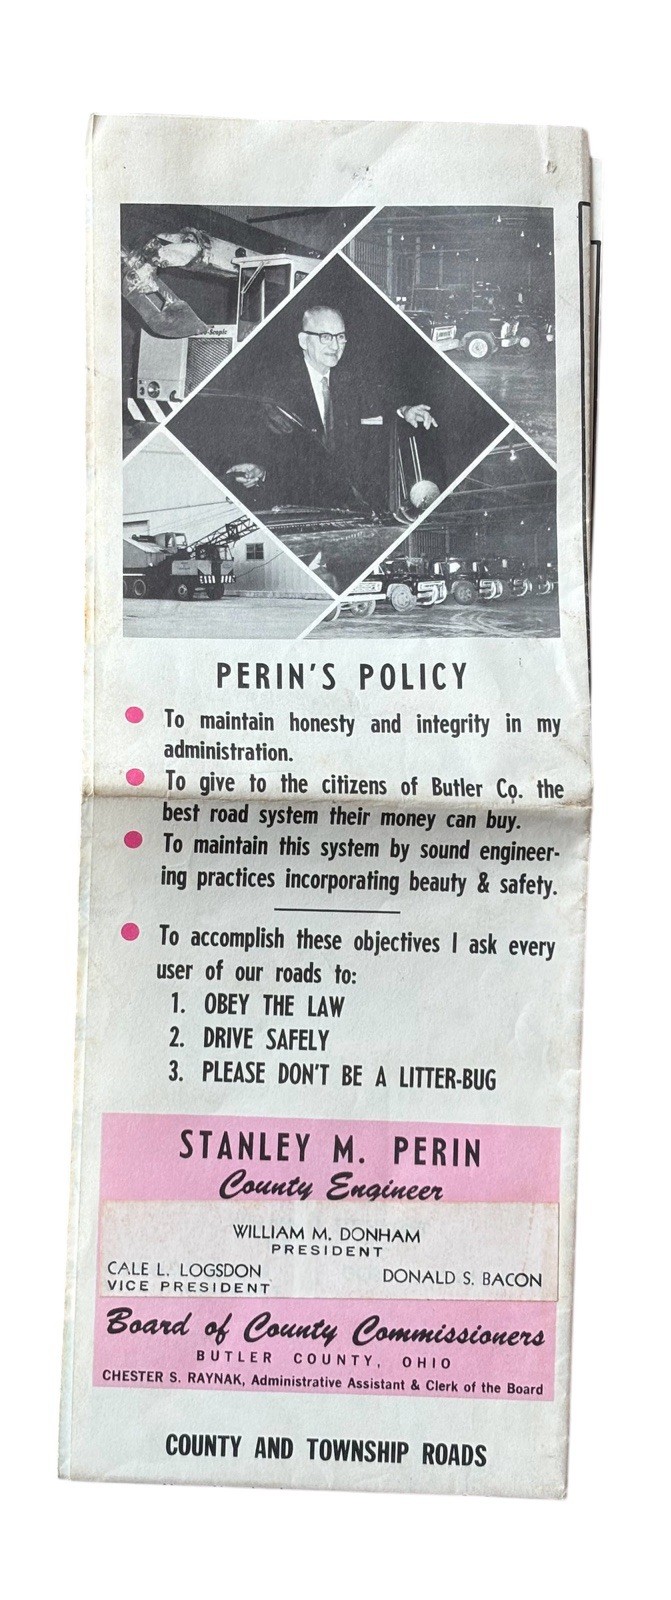 PERIN'S POLICY
To maintain honesty and integrity in my
administration.
To give to the citizens of Butler Co. the
best road system their money can buy.
To maintain this system by sound engineer-
ing practices incorporating beauty & safety.
To accomplish these objectives I ask every
user of our roads to:
1. OBEY THE LAW
2. DRIVE SAFELY
3. PLEASE DON'T BE A LITTER-BUG
STANLEY M. PERIN
County Engineer
WILLIAM M. DONHAM
PRESIDENT
CALE L. LOGSDON
VICE PRESIDENT
DONALD S. BACON
Board of County Commissioners
BUTLER COUNTY, OHIO
CHESTER S. RAYNAK, Administrative Assistant & Clerk of the Board
COUNTY AND TOWNSHIP ROADS